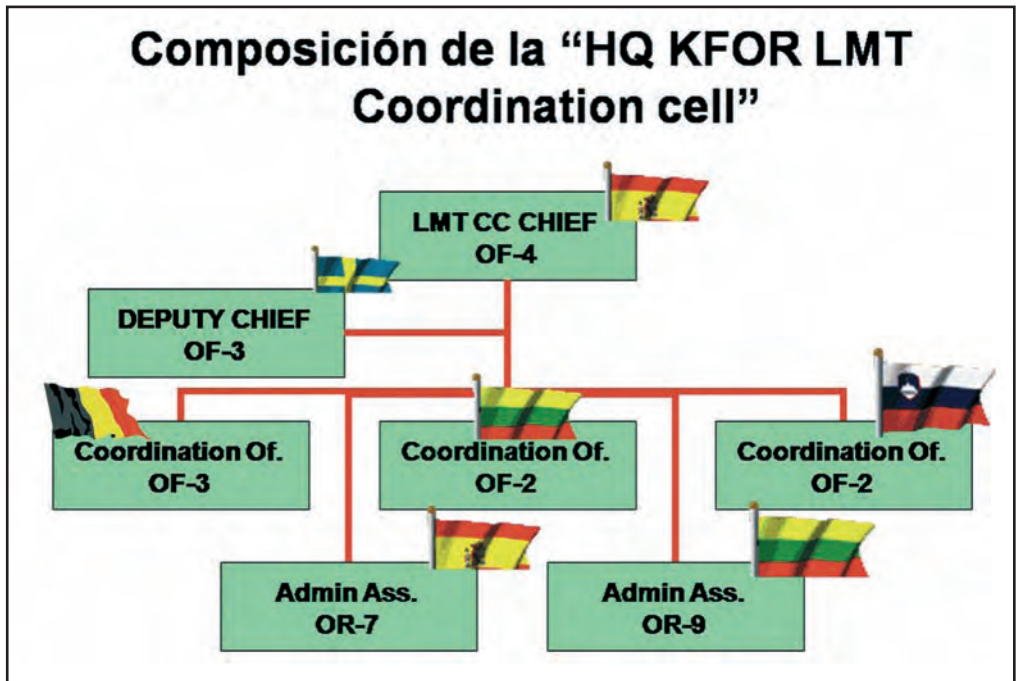 Composición de la “HQ KFOR LMT
Coordination cell”
LMT CC CHIEF
OF-4
DEPUTY CHIEF
OF-3
Coordination Of.
OF-3
Coordination Of.
OF-2
Coordination Of.
OF-2
Admin Ass.
OR-7
Admin Ass.
OR-9